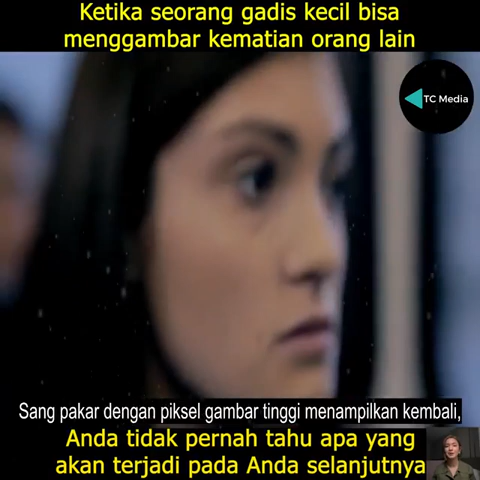 Ketika seorang gadis kecil bisa
menggambar kematian orang lain
TC Media
Sang pakar dengan piksel gambar tinggi menampilkan kembali,
Anda tidak pernah tahu apa yang
akan terjadi pada Anda selanjutnya